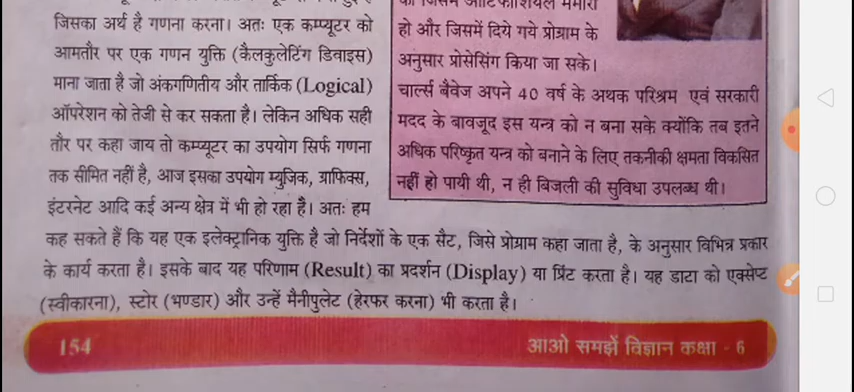 जिसका अर्थ है गणना करना। अतः एक कम्प्यूटर को
आमतौर पर एक गणन युक्ति (कैलकुलेटिंग डिवाइस)
माना जाता है जो अंकगणितीय और तार्किक (Logical)
ऑपरेशन को तेजी से कर सकता है। लेकिन अधिक सही
तौर पर कहा जाय तो कम्प्यूटर का उपयोग सिर्फ गणना
तक सीमित नहीं है, आज इसका उपयोग म्युजिक, ग्राफिक्स,
इंटरनेट आदि कई अन्य क्षेत्र में भी हो रहा है। अतः हम
हो और जिसमें दिये गये प्रोग्राम के
अनुसार प्रोसेसिंग किया जा सके।
चार्ल्स बैवेज अपने 40 वर्ष के अथक परिश्रम एवं सरकारी
मदद के बावजूद इस यन्त्र को न बना सके क्योंकि तब इतने
अधिक परिष्कृत यन्त्र को बनाने के लिए तकनीकी क्षमता विकसित
नहीं हो पायी थी, न ही बिजली की सुविधा उपलब्ध थी।
कह सकते हैं कि यह एक इलेक्ट्रानिक युक्ति है जो निर्देशों के एक सैट, जिसे प्रोग्राम कहा जाता है, के अनुसार विभिन्न प्रकार
के कार्य करता है। इसके बाद यह परिणाम (Result) का प्रदर्शन (Display) या प्रिंट करता है। यह डाटा को एक्सेप्ट
(स्वीकारना), स्टोर (भण्डार) और उन्हें मैनीपुलेट (हेरफर करना) भी करता है।
154
आओ समझें विज्ञान कक्षा - 6